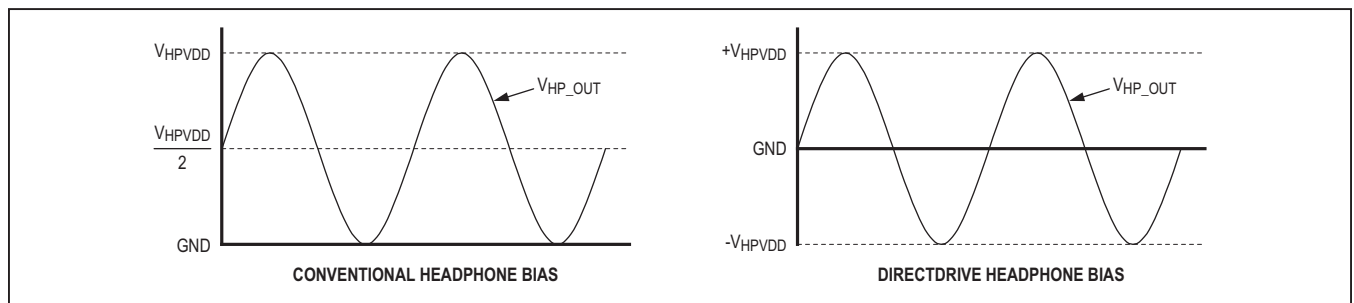 VHPVDD
VHPVDD
2
GND
VHP_OUT
CONVENTIONAL HEADPHONE BIAS
+VHPVDD
GND
-VHPVDD
VHP_OUT
DIRECTDRIVE HEADPHONE BIAS